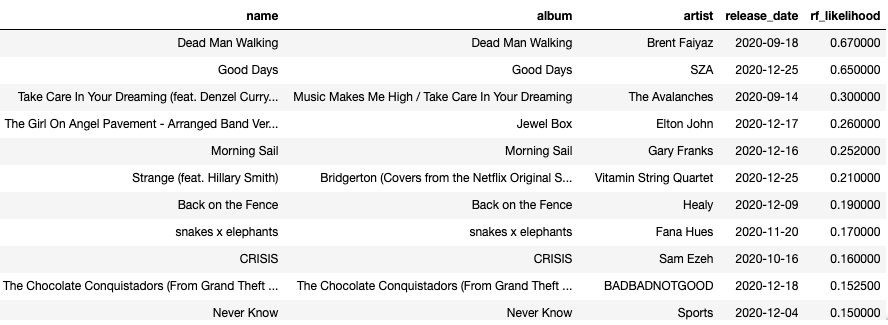 name album artist release_date rf_likelihood
Dead Man Walking Dead Man Walking Brent Faiyaz 2020-09-18 0.670000
Good Days Good Days SZA 2020-12-25 0.650000
Take Care In Your Dreaming (feat. Denzel Curry... Music Makes Me High / Take Care In Your Dreaming The Avalanches 2020-09-14 0.300000
The Girl On Angel Pavement - Arranged Band Ver... Jewel Box Elton John 2020-12-17 0.260000
Morning Sail Morning Sail Gary Franks 2020-12-16 0.252000
Strange (feat. Hillary Smith) Bridgerton (Covers from the Netflix Original S... Vitamin String Quartet 2020-12-25 0.210000
Back on the Fence Back on the Fence Healy 2020-12-09 0.190000
snakes x elephants snakes x elephants Fana Hues 2020-11-20 0.170000
CRISIS CRISIS Sam Ezeh 2020-10-16 0.160000
The Chocolate Conquistadors (From Grand Theft ... The Chocolate Conquistadors (From Grand Theft ... BADBADNOTGOOD 2020-12-18 0.152500
Never Know Never Know Sports 2020-12-04 0.150000